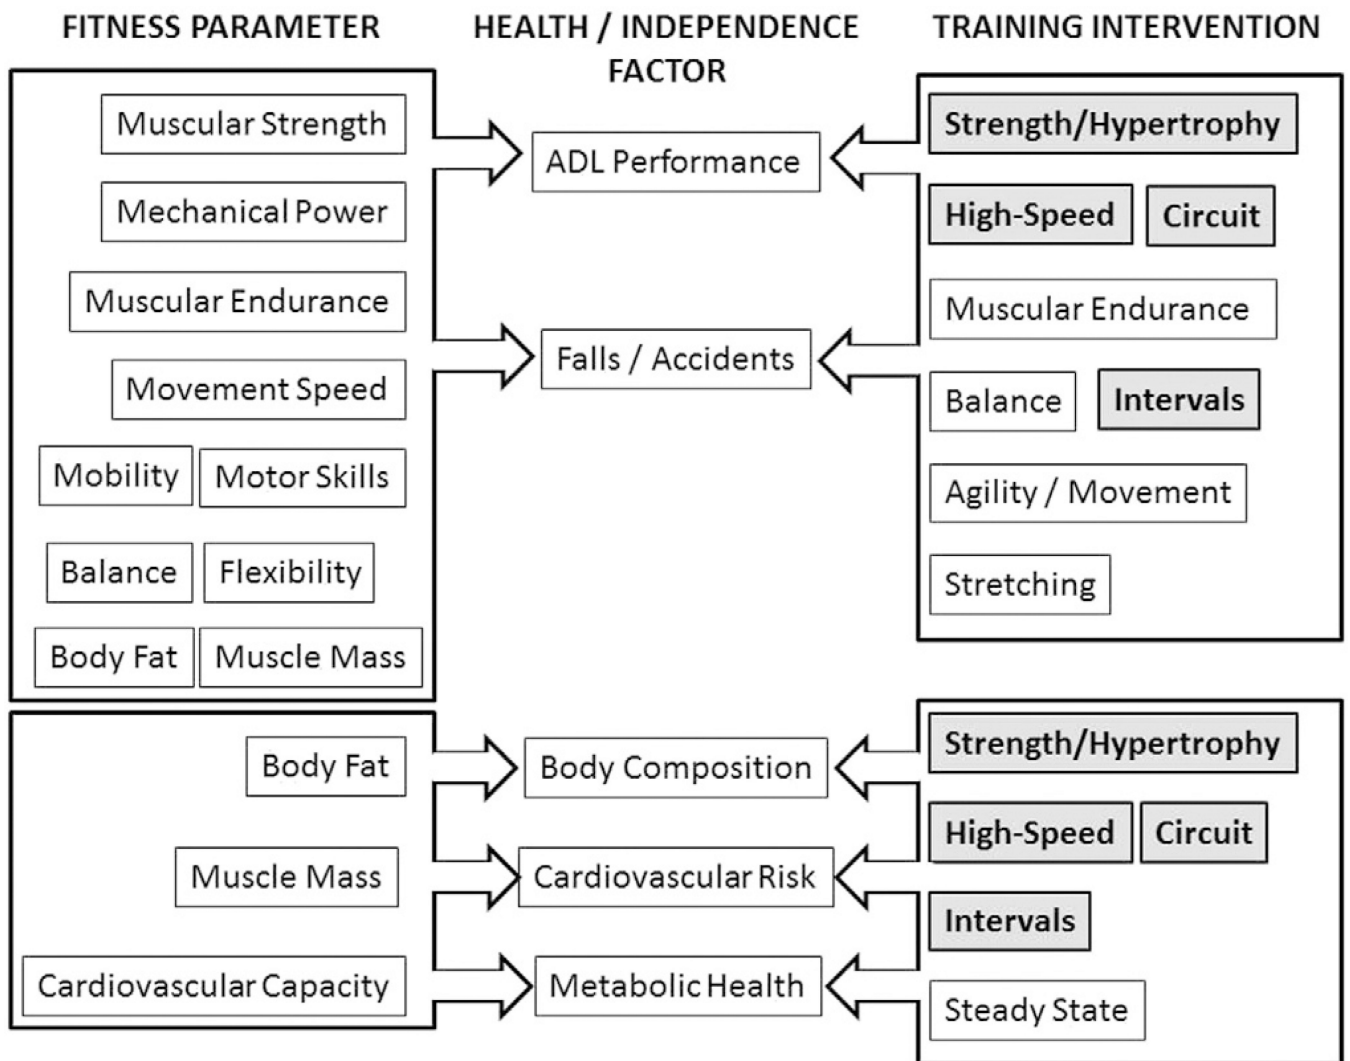 FITNESS PARAMETER
HEALTH / INDEPENDENCE
FACTOR
TRAINING INTERVENTION
Muscular Strength
Mechanical Power
Muscular Endurance
Movement Speed
Mobility
Motor Skills
Balance
Flexibility
Body Fat
Muscle Mass
ADL Performance
Falls / Accidents
Strength/Hypertrophy
High-Speed
Circuit
Muscular Endurance
Balance
Intervals
Agility / Movement
Stretching
Body Fat
Muscle Mass
Cardiovascular Capacity
Body Composition
Cardiovascular Risk
Metabolic Health
Strength/Hypertrophy
High-Speed
Circuit
Intervals
Steady State